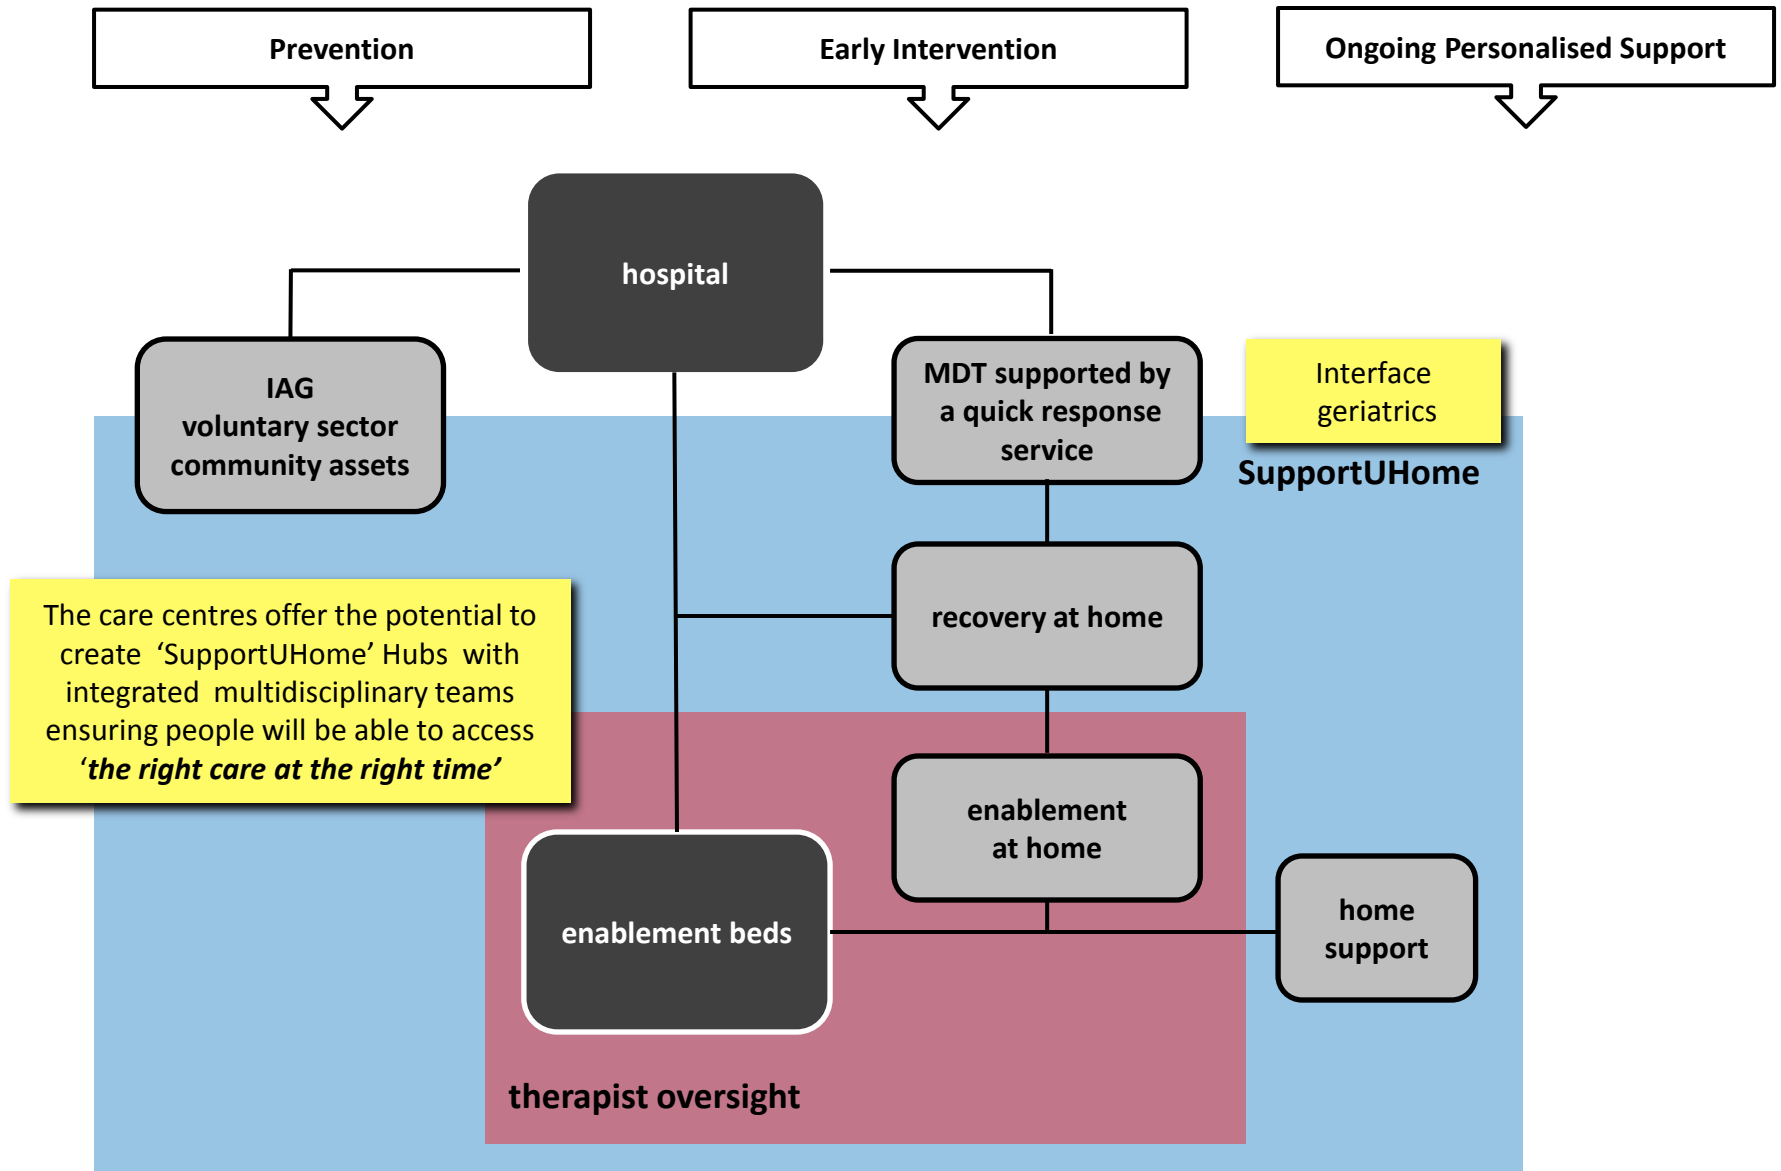 Prevention
Early Intervention
Ongoing Personalised Support
hospital
IAG
voluntary sector
community assets
MDT supported by
a quick response
service
Interface
geriatrics
SupportUHome
recovery at home
The care centres offer the potential to
create ‘SupportUHome’ Hubs with
integrated multidisciplinary teams
ensuring people will be able to access
‘the right care at the right time’
enablement
at home
enablement beds
home
support
therapist oversight